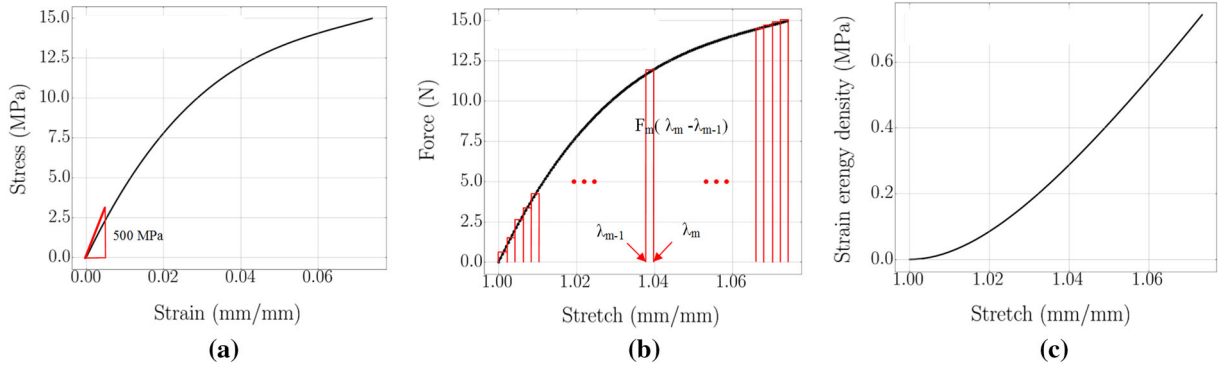 15.0
12.5
10.0
7.5
5.0
2.5
0.0
Stress (MPa)
500 MPa
0.00 0.02 0.04 0.06
Strain (mm/mm)
(a)
15.0
12.5
10.0
7.5
5.0
2.5
0.0
Force (N)
Fm( λm -λm-1)
λm-1
λm
1.00 1.02 1.04 1.06
Stretch (mm/mm)
(b)
0.6
0.4
0.2
0.0
Strain erengy density (MPa)
1.00 1.02 1.04 1.06
Stretch (mm/mm)
(c)